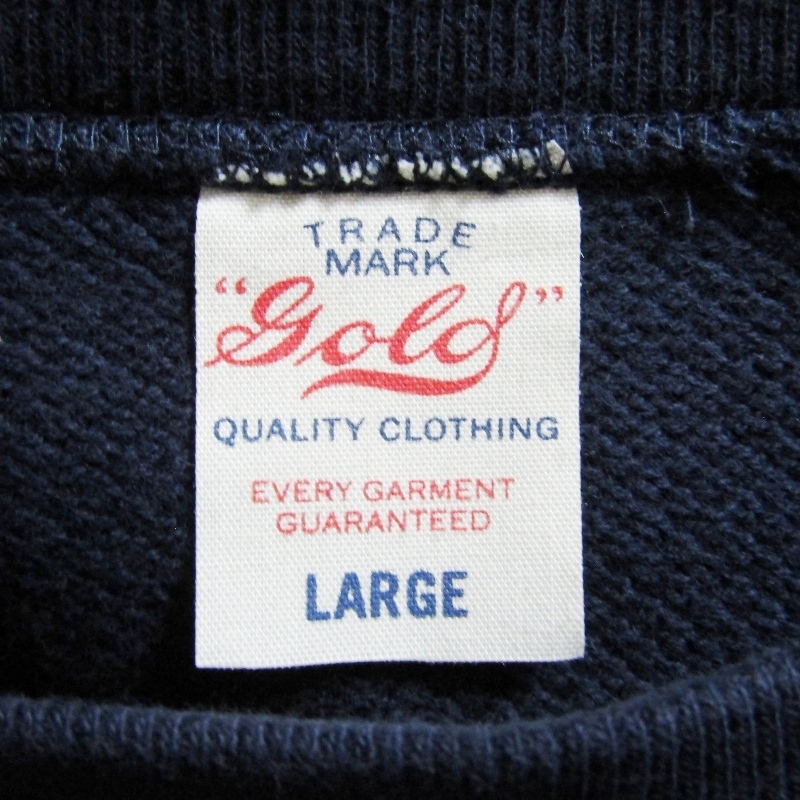 TRADE
MARK
“Gold”
QUALITY CLOTHING
EVERY GARMENT
GUARANTEED
LARGE